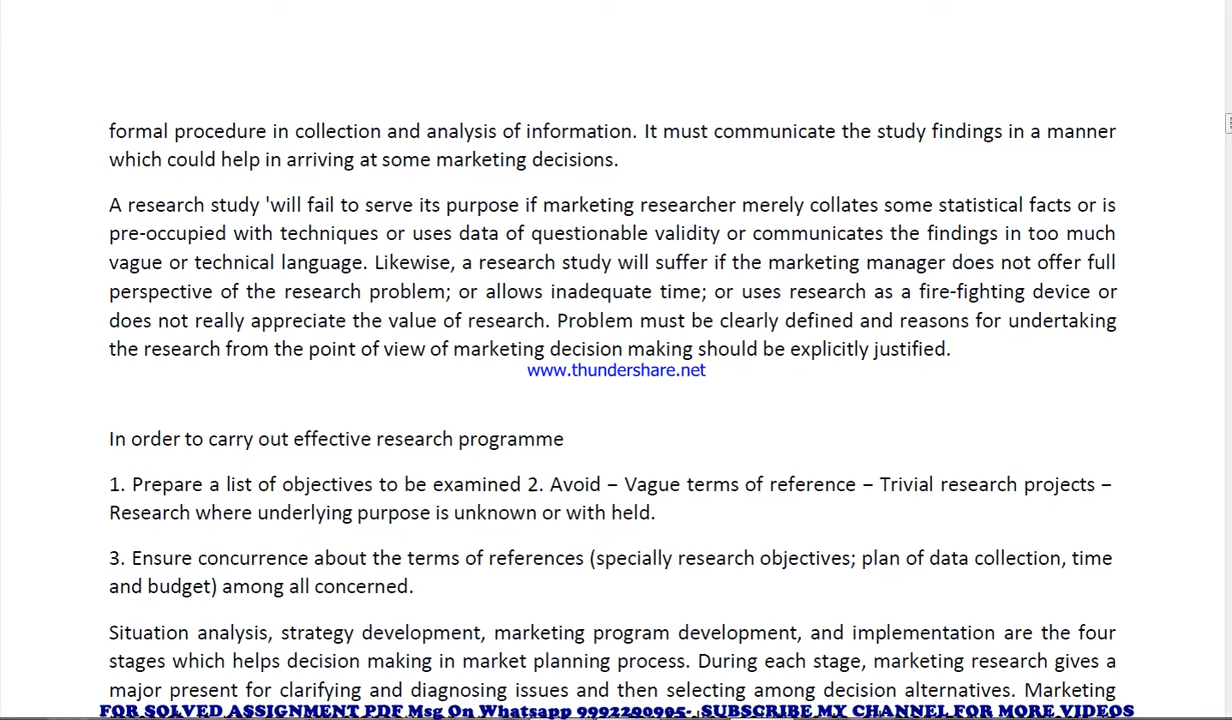 formal procedure in collection and analysis of information. It must communicate the study findings in a manner
which could help in arriving at some marketing decisions.
A research study 'will fail to serve its purpose if marketing researcher merely collates some statistical facts or is
pre-occupied with techniques or uses data of questionable validity or communicates the findings in too much
vague or technical language. Likewise, a research study will suffer if the marketing manager does not offer full
perspective of the research problem; or allows inadequate time; or uses research as a fire-fighting device or
does not really appreciate the value of research. Problem must be clearly defined and reasons for undertaking
the research from the point of view of marketing decision making should be explicitly justified.
www.thundershare.net
In order to carry out effective research programme
1. Prepare a list of objectives to be examined 2. Avoid – Vague terms of reference – Trivial research projects –
Research where underlying purpose is unknown or with held.
3. Ensure concurrence about the terms of references (specially research objectives; plan of data collection, time
and budget) among all concerned.
Situation analysis, strategy development, marketing program development, and implementation are the four
stages which helps decision making in market planning process. During each stage, marketing research gives a
major present for clarifying and diagnosing issues and then selecting among decision alternatives. Marketing
FOR SOLVED ASSIGNMENT PDF Msg On Whatsapp 9992290905- SUBSCRIBE MY CHANNEL FOR MORE VIDEOS